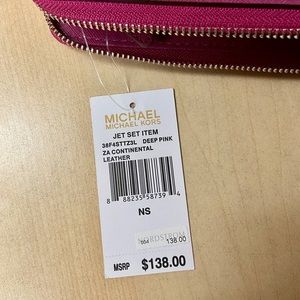 MICHAEL
MICHAEL KORS
JET SET ITEM
38F4STTZ3L DEEP PINK
ZA CONTINENTAL
LEATHER
8 88235 58739 4
NS
NORDSTROM
138.00
MSRP $138.00